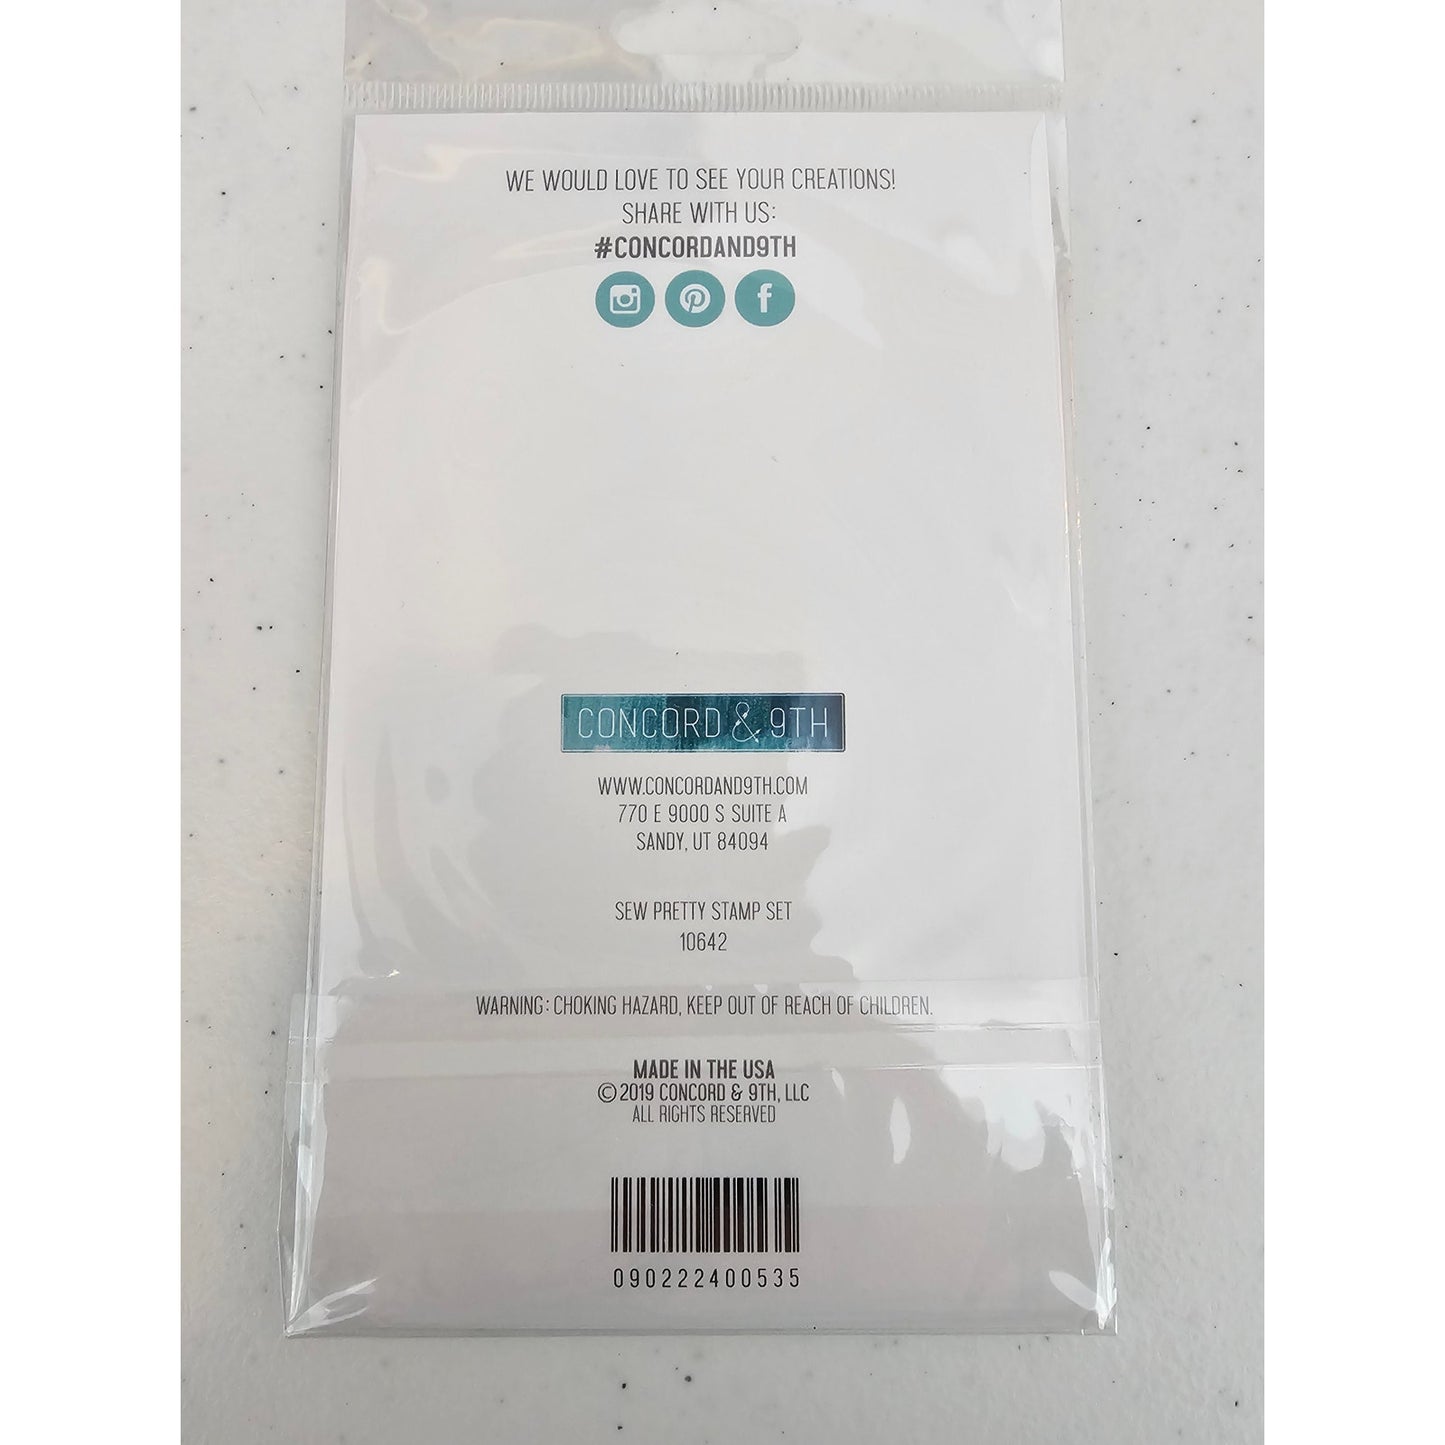 WE WOULD LOVE TO SEE YOUR CREATIONS!
SHARE WITH US:
#CONCORDAND9TH
CONCORD & 9TH
WWW.CONCORDAND9TH.COM
770 E 9000 S SUITE A
SANDY, UT 84094
SEW PRETTY STAMP SET
10642
WARNING: CHOKING HAZARD, KEEP OUT OF REACH OF CHILDREN.
MADE IN THE USA
© 2019 CONCORD & 9TH, LLC
ALL RIGHTS RESERVED
090222400535